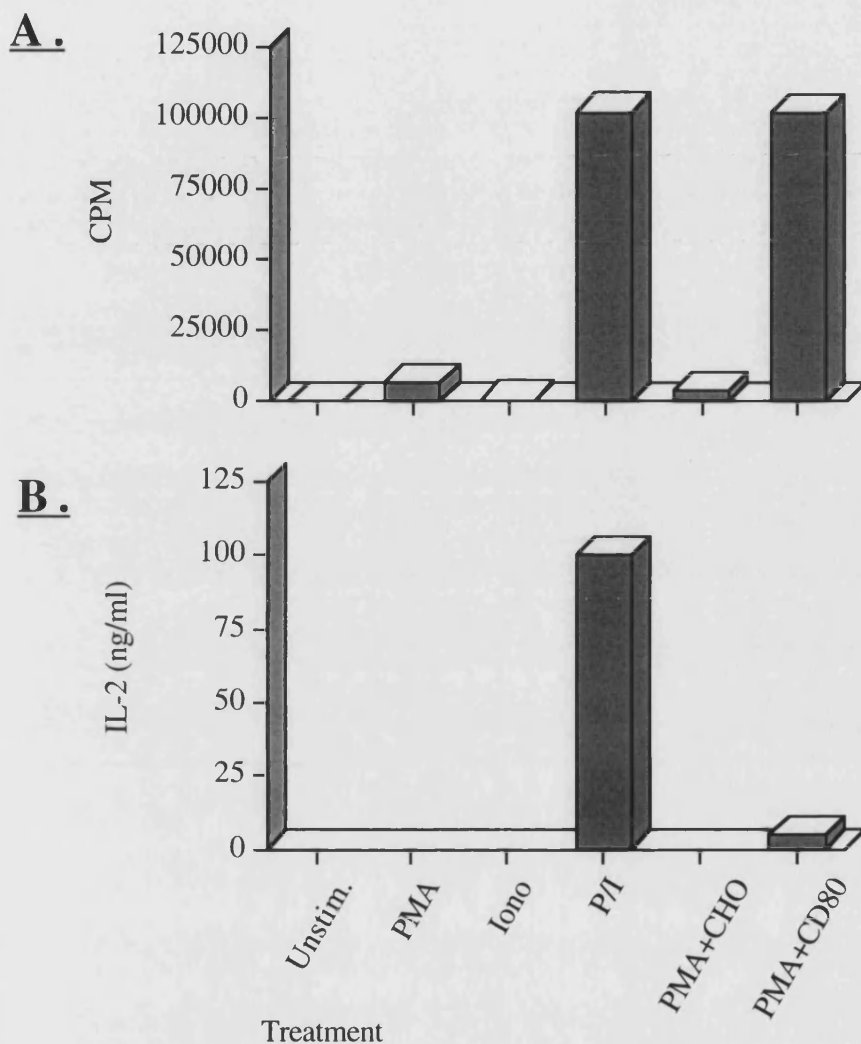 A.
125000
100000
75000
50000
25000
0
CPM
B.
125
100
75
50
25
0
IL-2 (ng/ml)
Unstim.
PMA
Iono
P/I
PMA+CHO
PMA+CD80
Treatment